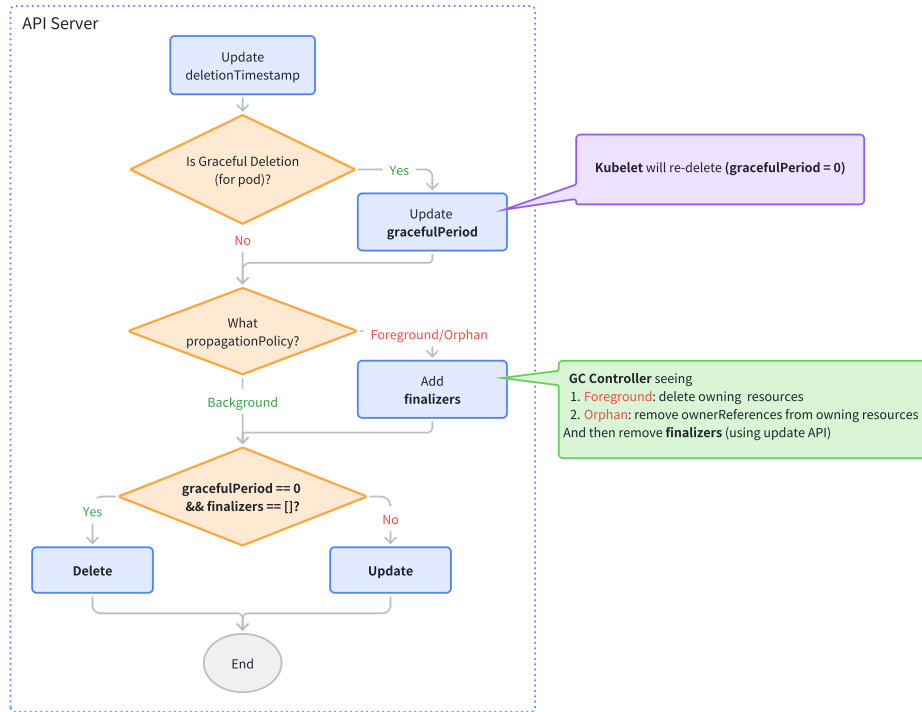 API Server
Update
deletionTimestamp
Is Graceful Deletion
(for pod)?
Yes
Kubelet will re-delete (gracefulPeriod = 0)
Update
gracefulPeriod
No
What
propagationPolicy?
Foreground/Orphan
Add
finalizers
GC Controller seeing
1. Foreground: delete owning resources
2. Orphan: remove ownerReferences from owning resources
And then remove finalizers (using update API)
Background
gracefulPeriod == 0
&& finalizers == []?
Yes
No
Delete
Update
End